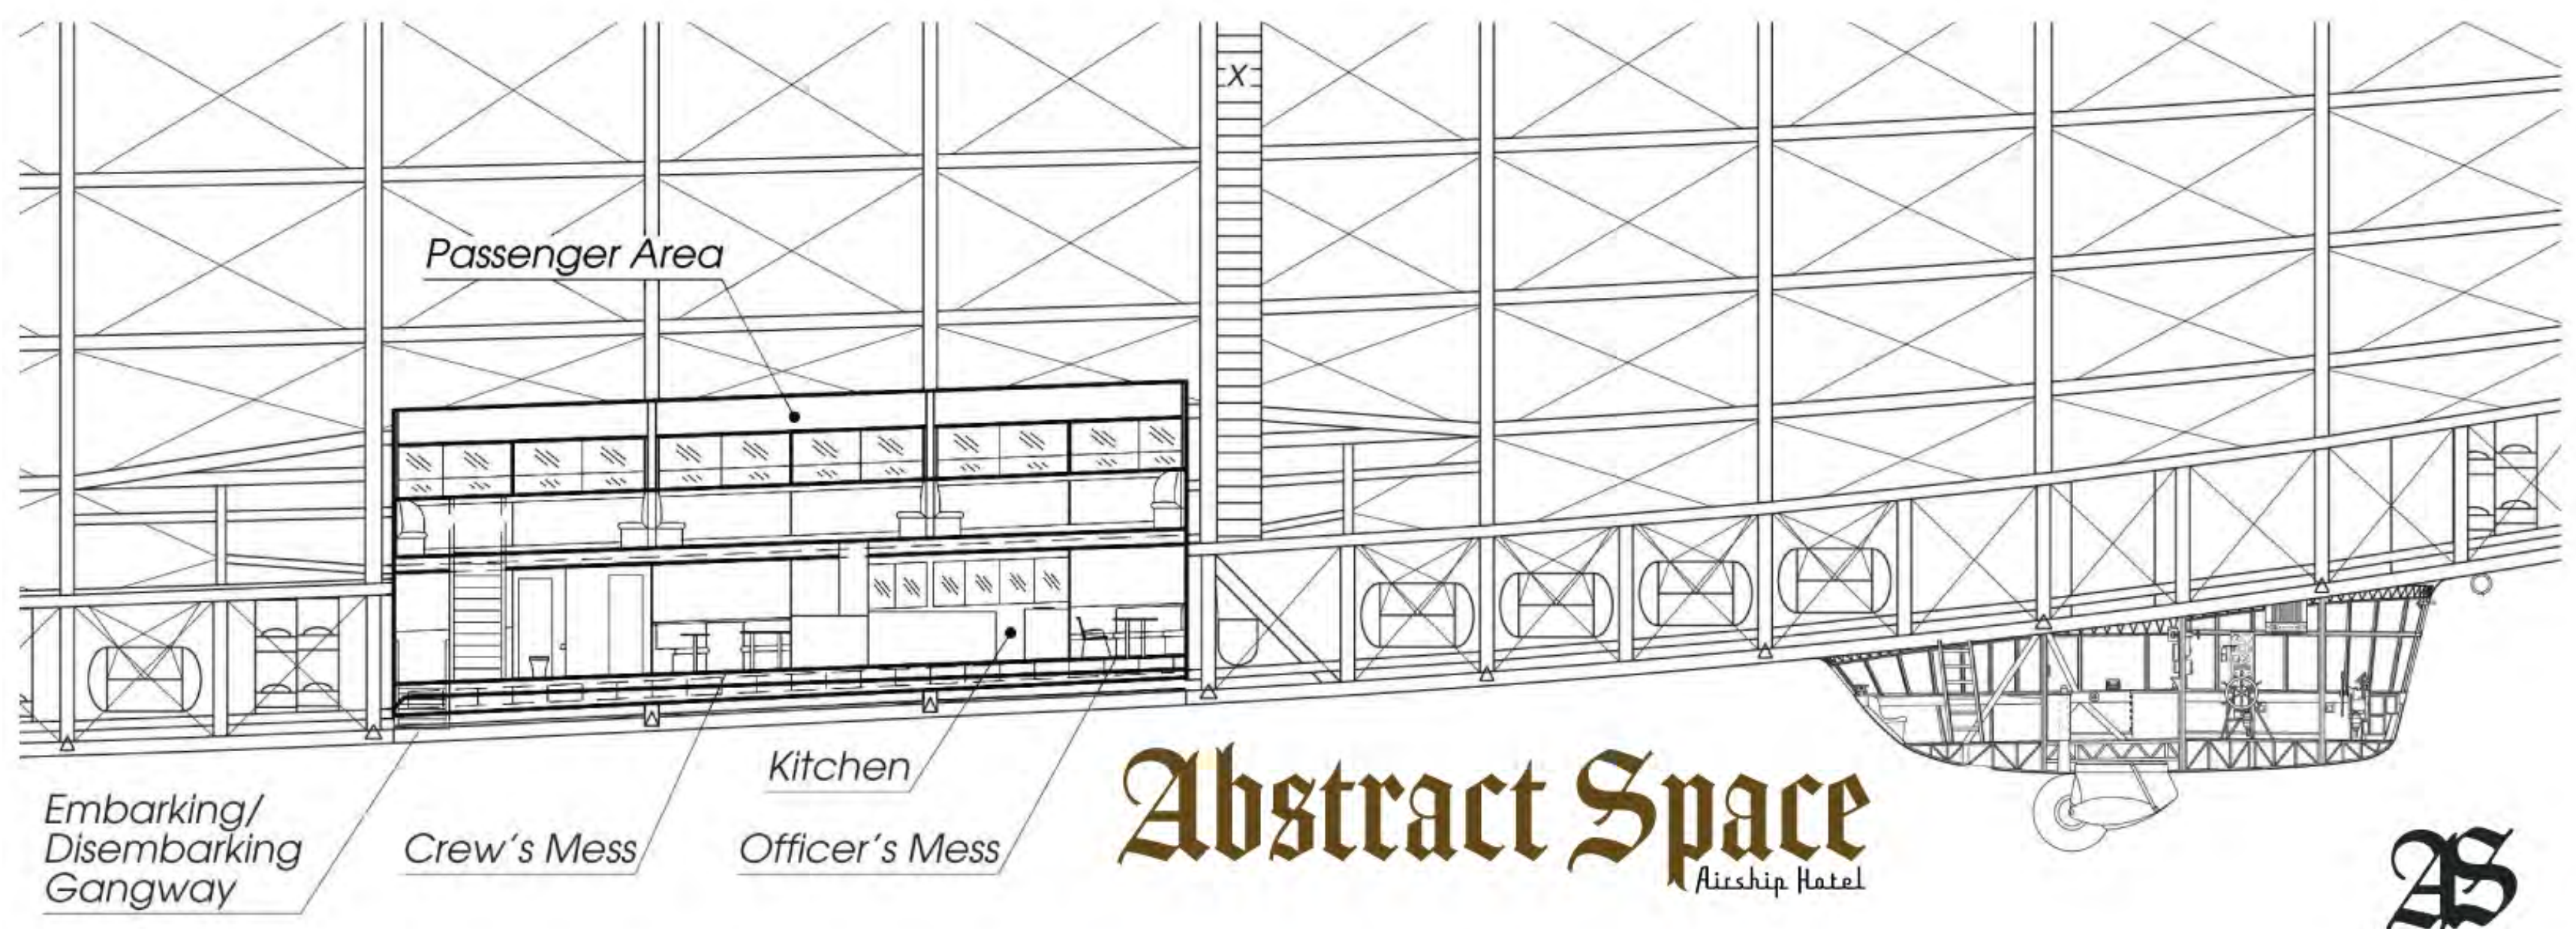 X
Passenger Area
Kitchen
Embarking/
Disembarking
Gangway
Crew's Mess
Officer's Mess
Abstract Space
Airship Hotel
AS